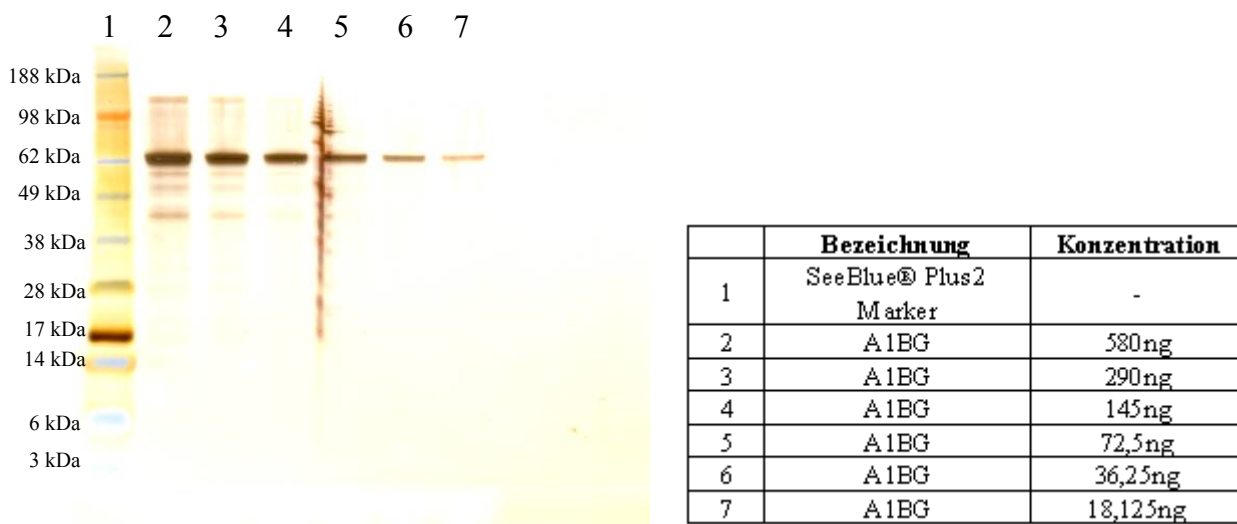 1 2 3 4 5 6 7
188 kDa
98 kDa
62 kDa
49 kDa
38 kDa
28 kDa
17 kDa
14 kDa
6 kDa
3 kDa
Bezeichnung Konzentration
1 SeeBlue® Plus2 Marker -
2 A1BG 580ng
3 A1BG 290ng
4 A1BG 145ng
5 A1BG 72,5ng
6 A1BG 36,25ng
7 A1BG 18,125ng